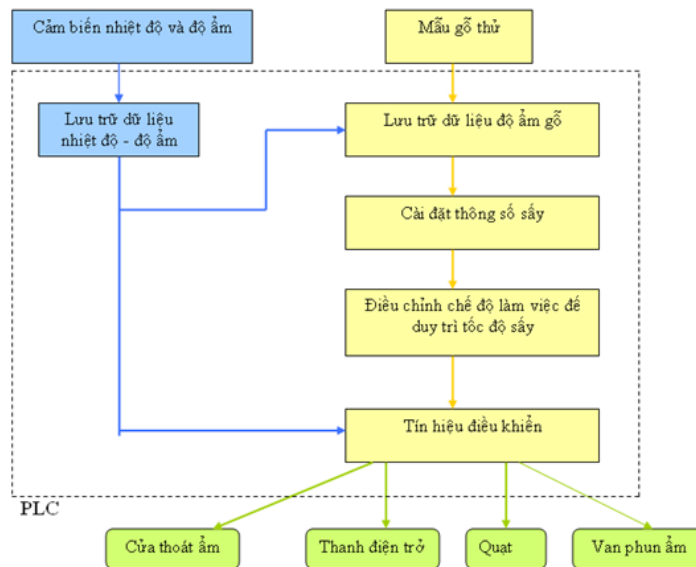 Cảm biến nhiệt độ và độ ẩm
Mẫu gỗ thử
Lưu trữ dữ liệu
nhiệt độ - độ ẩm
Lưu trữ dữ liệu độ ẩm gỗ
Cài đặt thông số sấy
Điều chỉnh chế độ làm việc để
duy trì tốc độ sấy
Tín hiệu điều khiển
PLC
Cửa thoát ẩm
Thanh điện trở
Quạt
Van phun ẩm